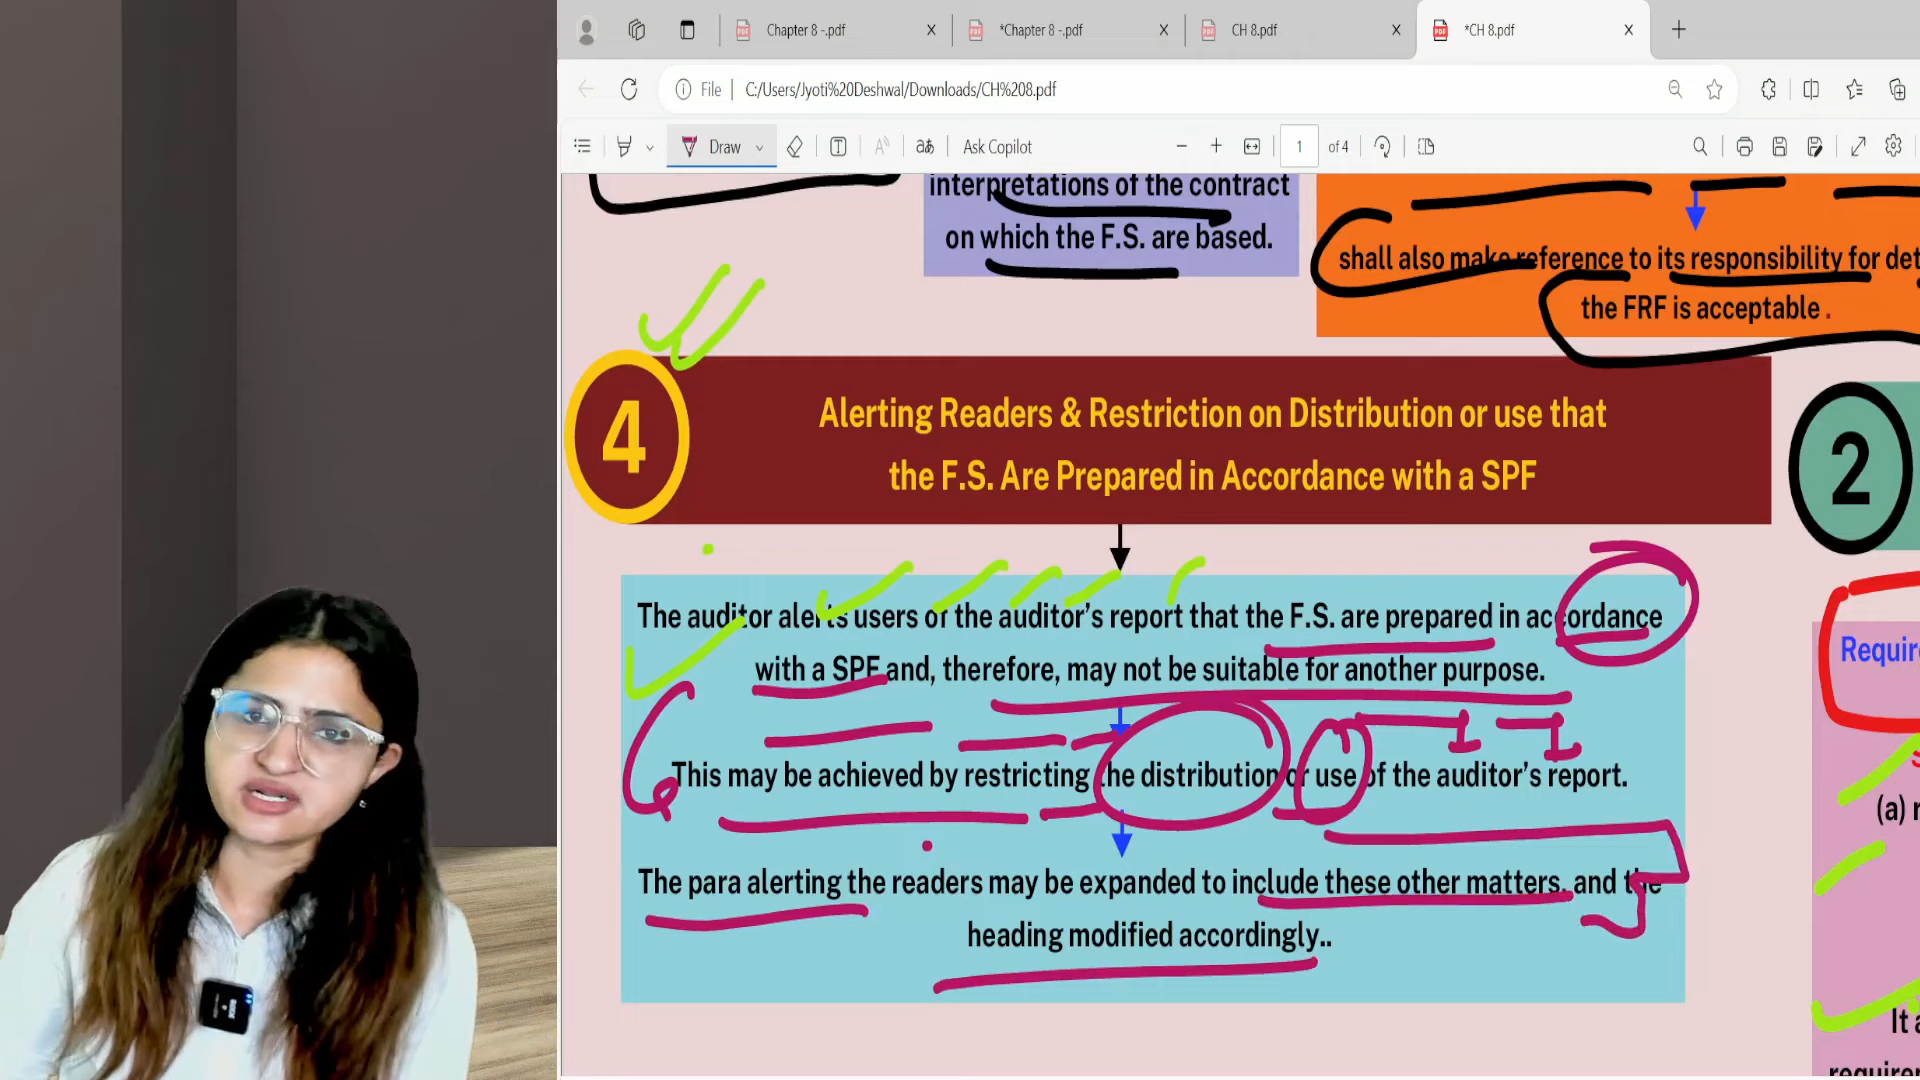 Chapter 8 -.pdf
*Chapter 8 -.pdf
CH 8.pdf
*CH 8.pdf
File
C:/Users/Jyoti%20Deshwal/Downloads/CH%208.pdf
Draw
Ask Copilot
1
of 4
interpretations of the contract
on which the F.S. are based.
shall also make reference to its responsibility for det
the FRF is acceptable .
4
Alerting Readers & Restriction on Distribution or use that
the F.S. Are Prepared in Accordance with a SPF
2
The auditor alerts users of the auditor's report that the F.S. are prepared in accordance
with a SPF and, therefore, may not be suitable for another purpose.
This may be achieved by restricting the distribution or use of the auditor's report.
The para alerting the readers may be expanded to include these other matters, and the
heading modified accordingly..
Require
(a) r
It a
requirer